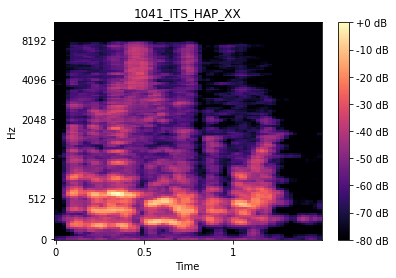 1041_ITS_HAP_XX
8192
4096
2048
1024
512
0
Hz
0
0.5
1
Time
+0 dB
-10 dB
-20 dB
-30 dB
-40 dB
-50 dB
-60 dB
-70 dB
-80 dB